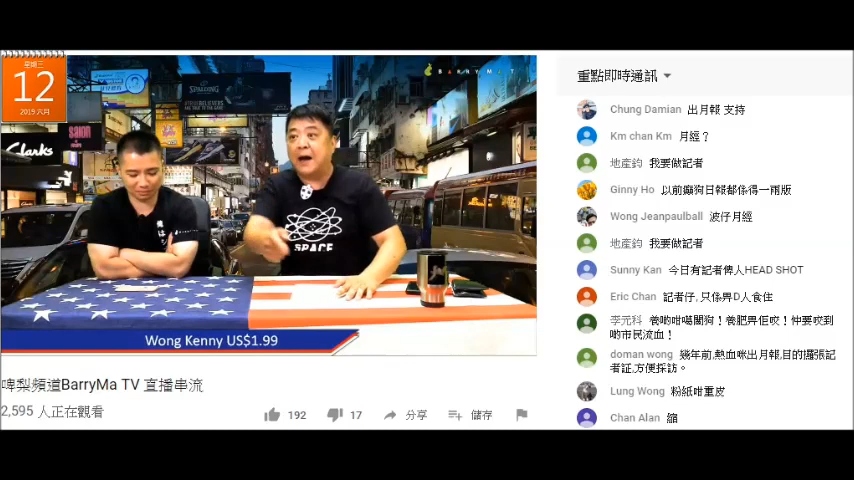 星期三
12
2019 六月
SPALDING
salon
Clarks
BARRYMA TV
SPACE
Wong Kenny US$1.99
啤梨頻道BarryMa TV 直播串流
2,595 人正在觀看
192
17
分享
儲存
重點即時通訊
Chung Damian 出月報 支持
Km chan Km 月經？
地產鈞 我要做記者
Ginny Ho 以前癲狗日報都係得一兩版
Wong Jeanpaulball 波仔月經
地產鈞 我要做記者
Sunny Kan 今日有記者俾人HEAD SHOT
Eric Chan 記者仔, 只係畀D人食住
李元科 養啲咁噶關狗！養肥畀佢咬！仲要咬到
啲市民流血！
doman wong 幾年前,熱血咪出月報,目的攞張記
者証,方便採訪。
Lung Wong 粉紙咁重皮
Chan Alan 縮